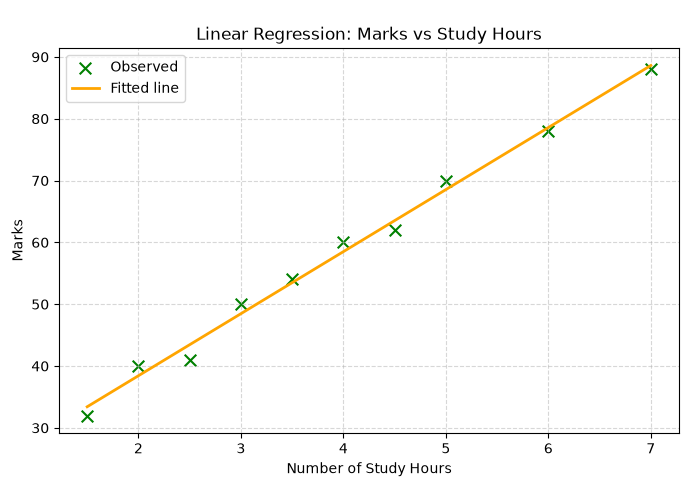 Linear Regression: Marks vs Study Hours
Observed
Fitted line
Marks
90
80
70
60
50
40
30
2
3
4
5
6
7
Number of Study Hours